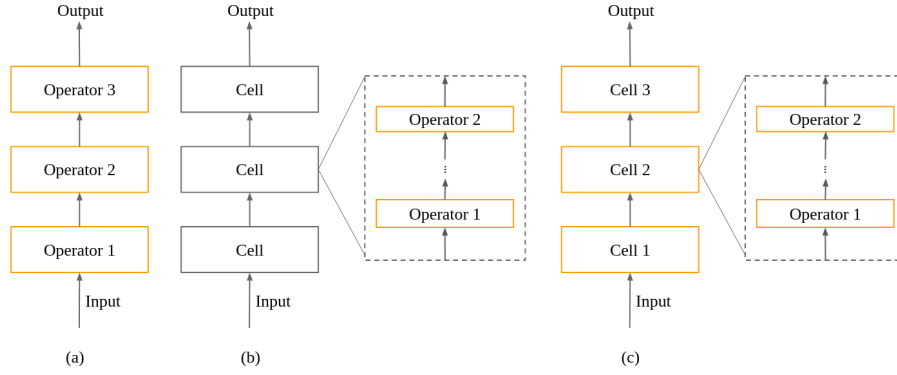 Output
Operator 3
Operator 2
Operator 1
Input
(a)
Output
Cell
Cell
Cell
Input
(b)
Operator 2
...
Operator 1
Output
Cell 3
Cell 2
Cell 1
Input
(c)
Operator 2
...
Operator 1